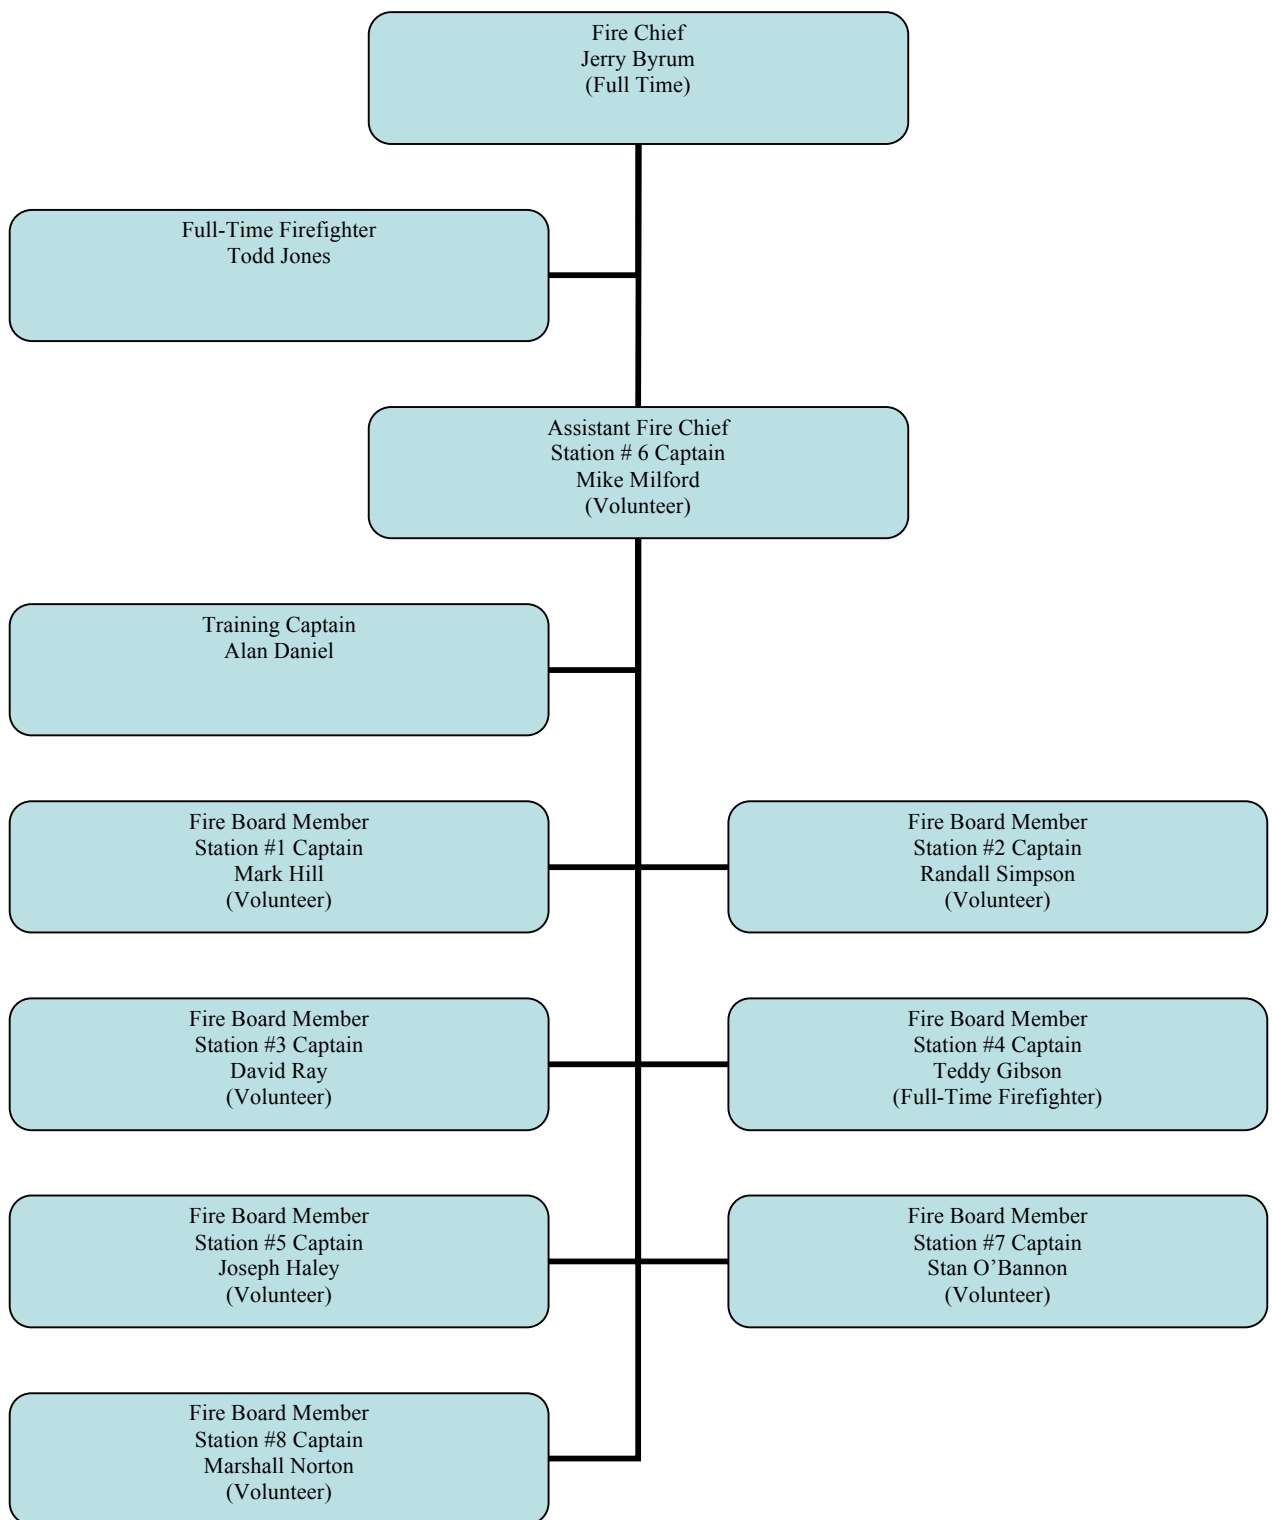 Fire Chief
Jerry Byrum
(Full Time)
Full-Time Firefighter
Todd Jones
Assistant Fire Chief
Station # 6 Captain
Mike Milford
(Volunteer)
Training Captain
Alan Daniel
Fire Board Member
Station #1 Captain
Mark Hill
(Volunteer)
Fire Board Member
Station #2 Captain
Randall Simpson
(Volunteer)
Fire Board Member
Station #3 Captain
David Ray
(Volunteer)
Fire Board Member
Station #4 Captain
Teddy Gibson
(Full-Time Firefighter)
Fire Board Member
Station #5 Captain
Joseph Haley
(Volunteer)
Fire Board Member
Station #7 Captain
Stan O’Bannon
(Volunteer)
Fire Board Member
Station #8 Captain
Marshall Norton
(Volunteer)